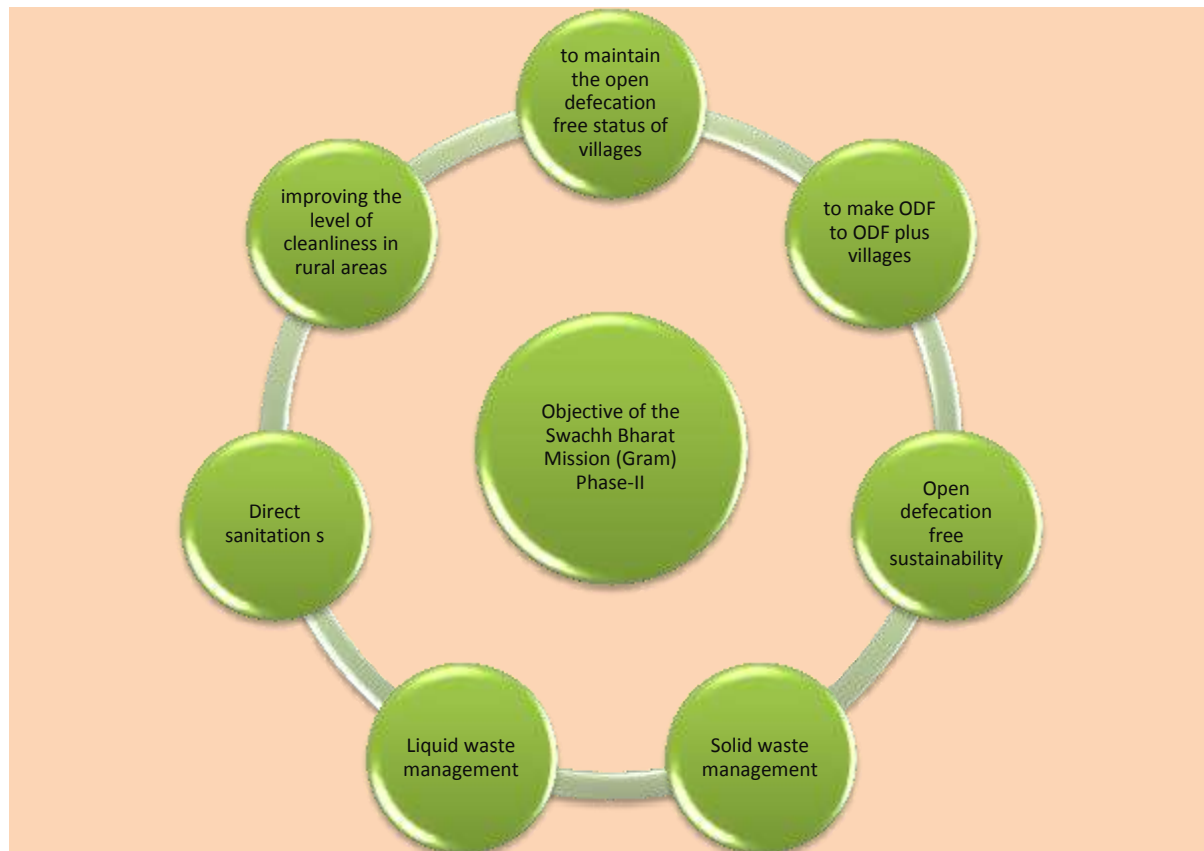 to maintain
the open
defecation
free status of
villages
to make ODF
to ODF plus
villages
Open
defecation
free
sustainability
Solid waste
management
Liquid waste
management
Direct
sanitation s
improving the
level of
cleanliness in
rural areas
Objective of the
Swachh Bharat
Mission (Gram)
Phase-II